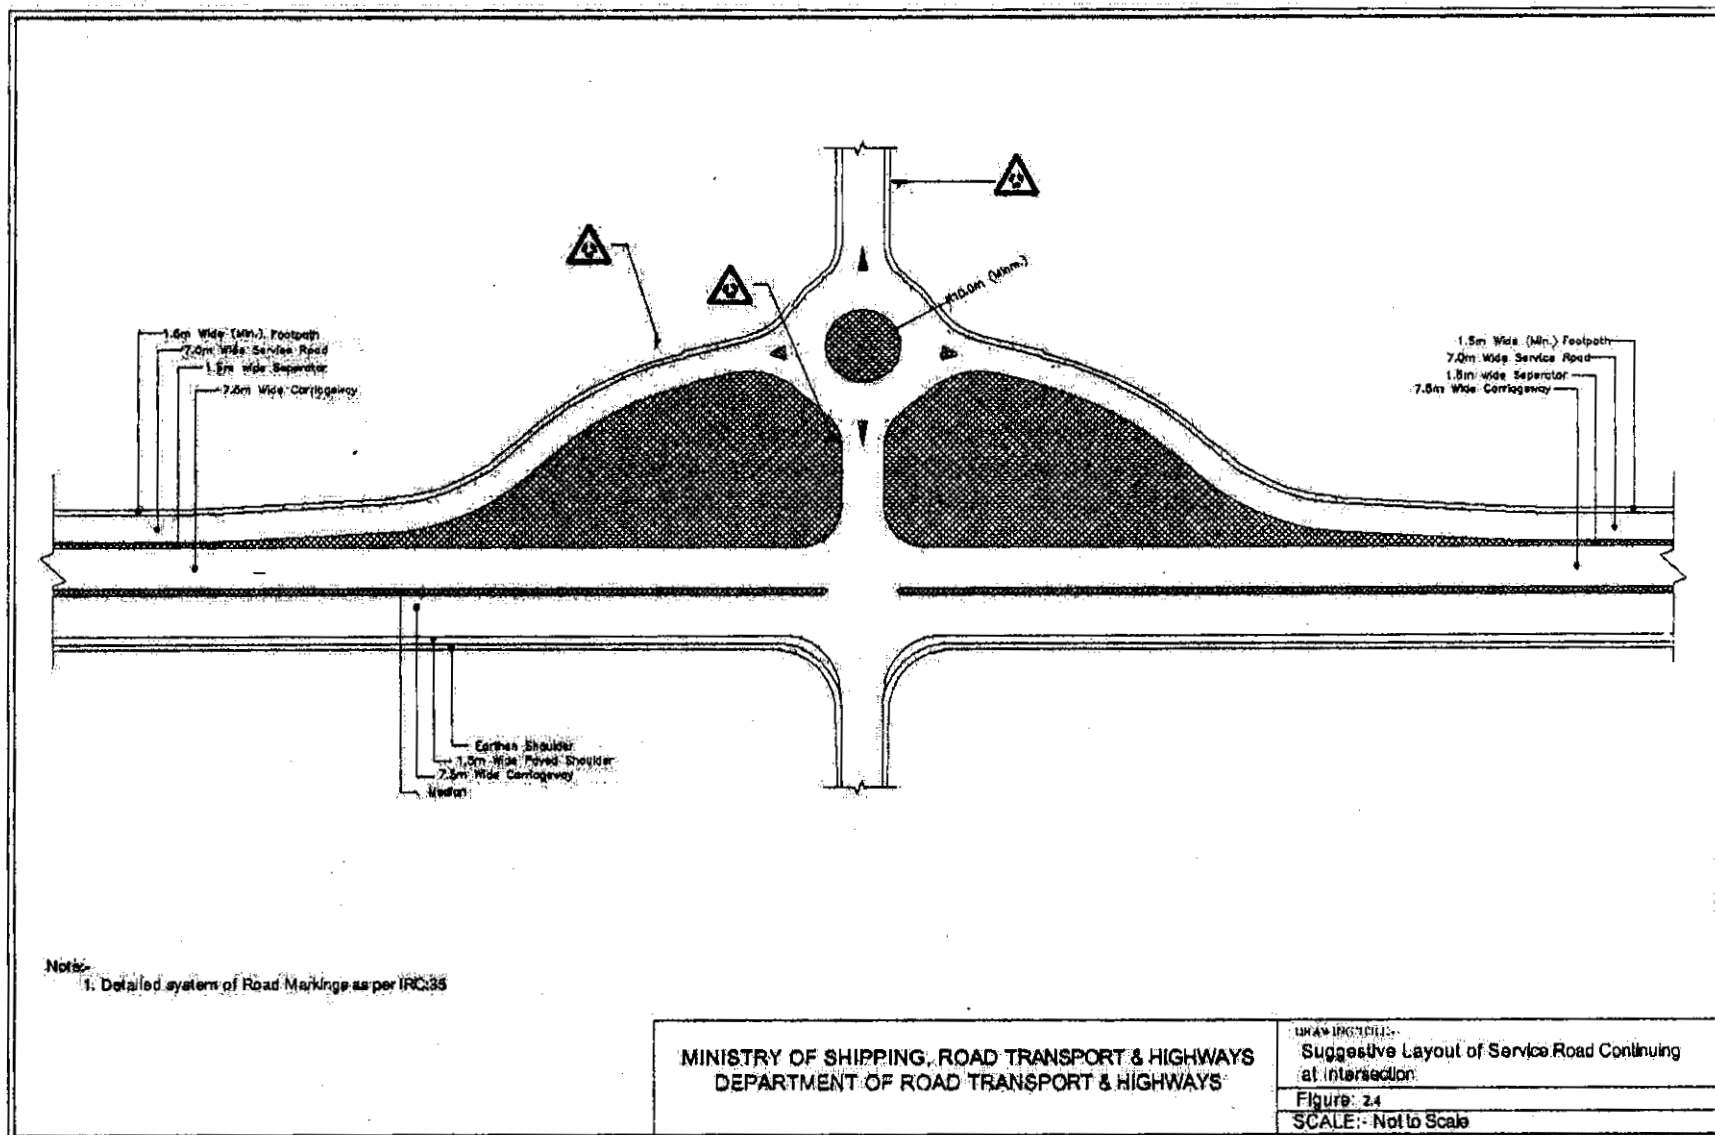 R10.0m (Minm.)
1.5m Wide (Min.) Footpath
7.0m Wide Service Road
1.5m wide Seperator
7.5m Wide Carriageway
1.5m Wide (Min.) Footpath
7.0m Wide Service Road
1.5m wide Seperator
7.5m Wide Carriageway
Earthen Shoulder
1.5m Wide Paved Shoulder
7.5m Wide Carriageway
Median
Note:-
1. Detailed system of Road Markings as per IRC:35
MINISTRY OF SHIPPING, ROAD TRANSPORT & HIGHWAYS
DEPARTMENT OF ROAD TRANSPORT & HIGHWAYS
DRAWING TITLE:-
Suggestive Layout of Service Road Continuing
at Intersection
Figure: 2.4
SCALE:- Not to Scale